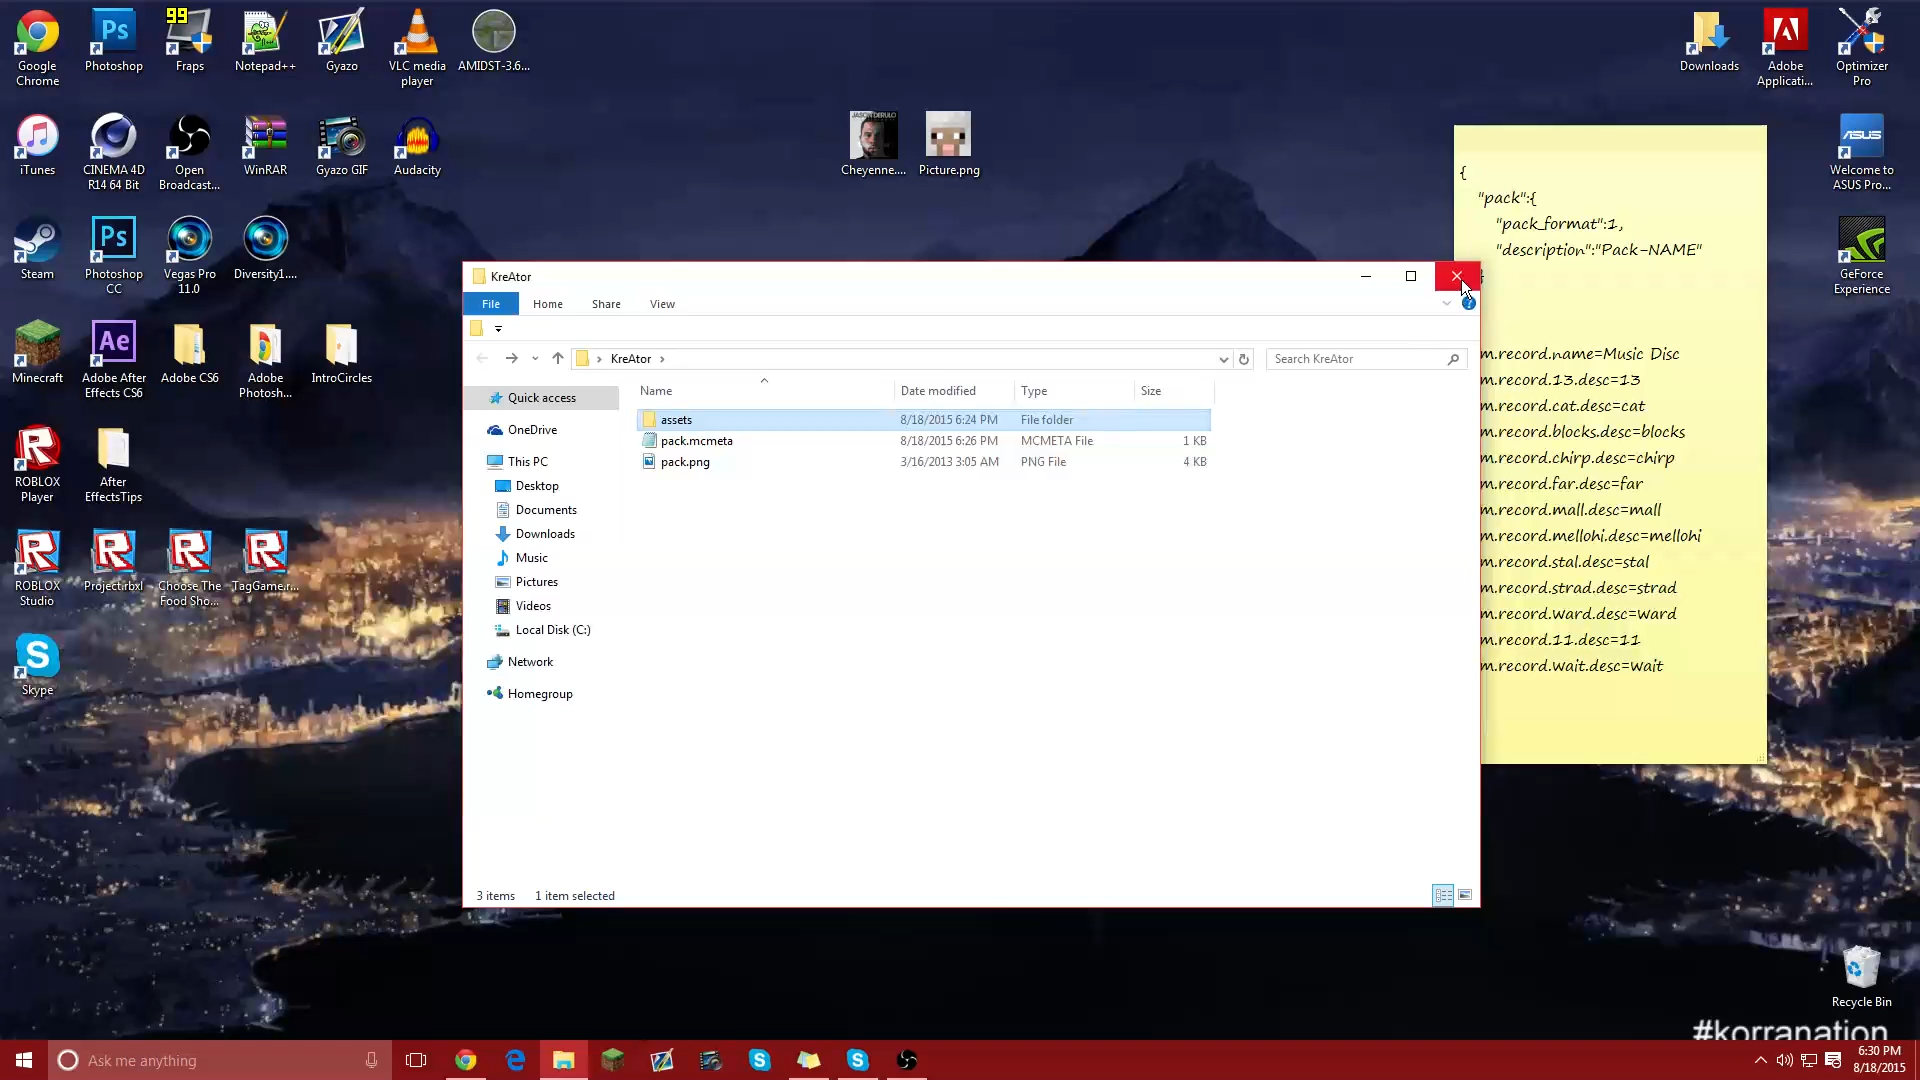 99
Google
Chrome
Photoshop
Fraps
Notepad++
Gyazo
VLC media
player
AMIDST-3.6...
Downloads
Adobe
Applicati...
Optimizer
Pro
iTunes
CINEMA 4D
R14 64 Bit
Open
Broadcast...
WinRAR
Gyazo GIF
Audacity
JASON DERULO
Cheyenne....
Picture.png
ASUS
Welcome to
ASUS Pro...
Steam
Photoshop
CC
Vegas Pro
11.0
Diversity1....
GeForce
Experience
Minecraft
Adobe After
Effects CS6
Adobe CS6
Adobe
Photosh...
IntroCircles
ROBLOX
Player
After
EffectsTips
ROBLOX
Studio
Project.rbxl
Choose The
Food Sho...
TagGame.r...
Skype
{
"pack":{
"pack_format":1,
"description":"Pack-NAME"
}
m.record.name=Music Disc
m.record.13.desc=13
m.record.cat.desc=cat
m.record.blocks.desc=blocks
m.record.chirp.desc=chirp
m.record.far.desc=far
m.record.mall.desc=mall
m.record.mellohi.desc=mellohi
m.record.stal.desc=stal
m.record.strad.desc=strad
m.record.ward.desc=ward
m.record.11.desc=11
m.record.wait.desc=wait
KreAtor
File
Home
Share
View
KreAtor
Search KreAtor
Name
Date modified
Type
Size
assets 8/18/2015 6:24 PM File folder
pack.mcmeta 8/18/2015 6:26 PM MCMETA File 1 KB
pack.png 3/16/2013 3:05 AM PNG File 4 KB
Quick access
OneDrive
This PC
Desktop
Documents
Downloads
Music
Pictures
Videos
Local Disk (C:)
Network
Homegroup
3 items 1 item selected
Recycle Bin
#korranation
Ask me anything
6:30 PM
8/18/2015